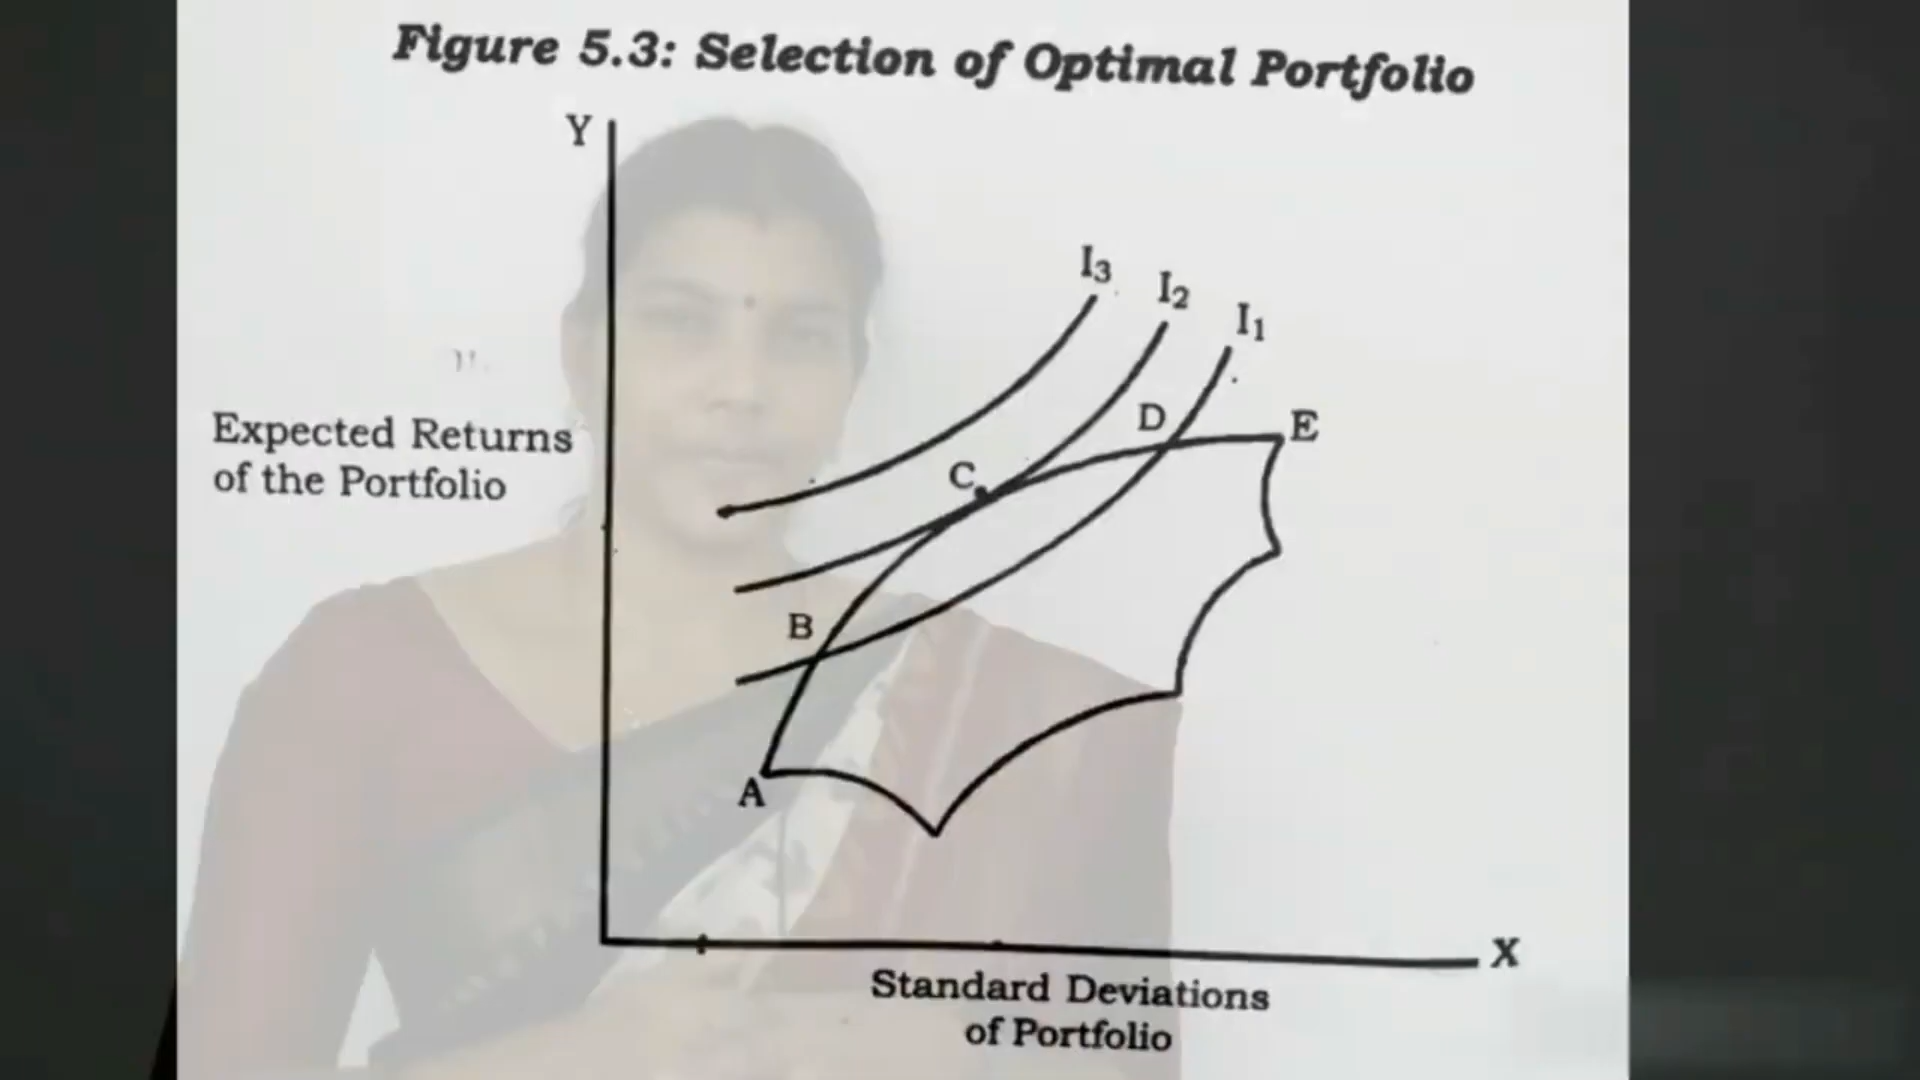 Figure 5.3: Selection of Optimal Portfolio
Y
I3
I2
I1
Expected Returns
of the Portfolio
D
E
C
B
A
X
Standard Deviations
of Portfolio